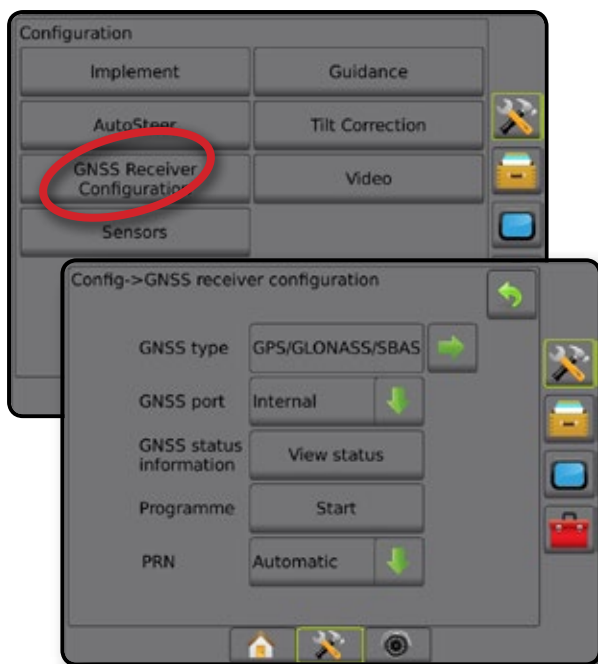 Configuration
Implement
Guidance
AutoSteer
Tilt Correction
GNSS Receiver
Configuration
Video
Sensors
Config->GNSS receiver configuration
GNSS type
GPS/GLONASS/SBAS
GNSS port
Internal
GNSS status
information
View status
Programme
Start
PRN
Automatic